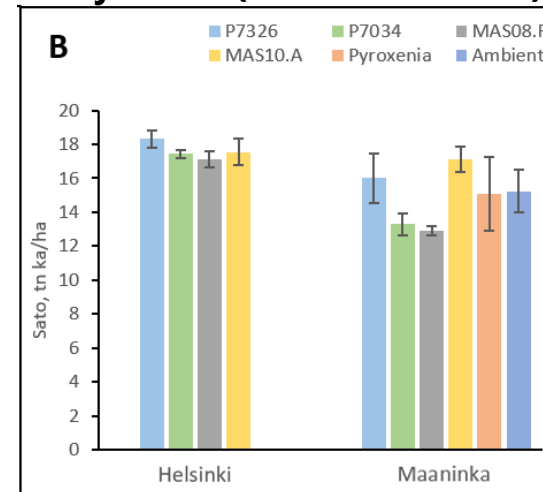 B
P7326 P7034 MAS08.F
MAS10.A Pyroxenia Ambient
20
18
16
14
12
10
8
6
4
2
0
Sato, tn ka/ha
Helsinki Maaninka